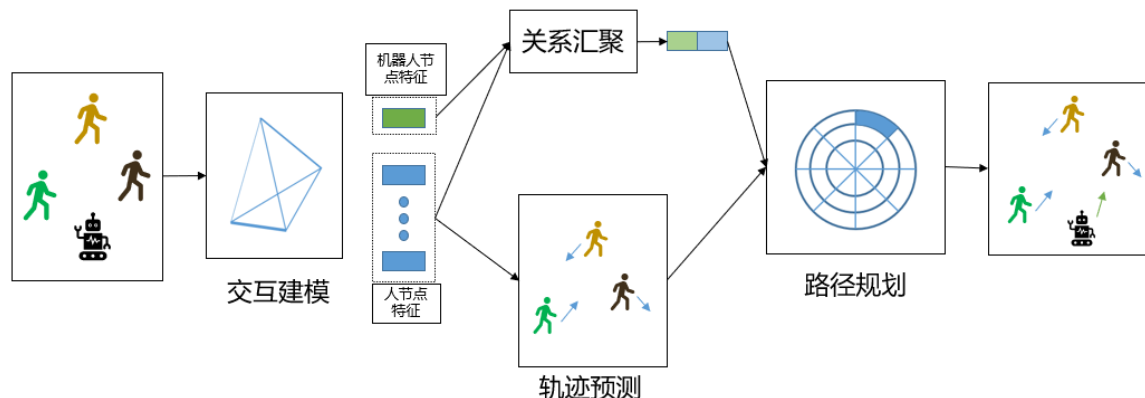 关系汇聚
机器人节
点特征
交互建模
人节点
特征
轨迹预测
路径规划